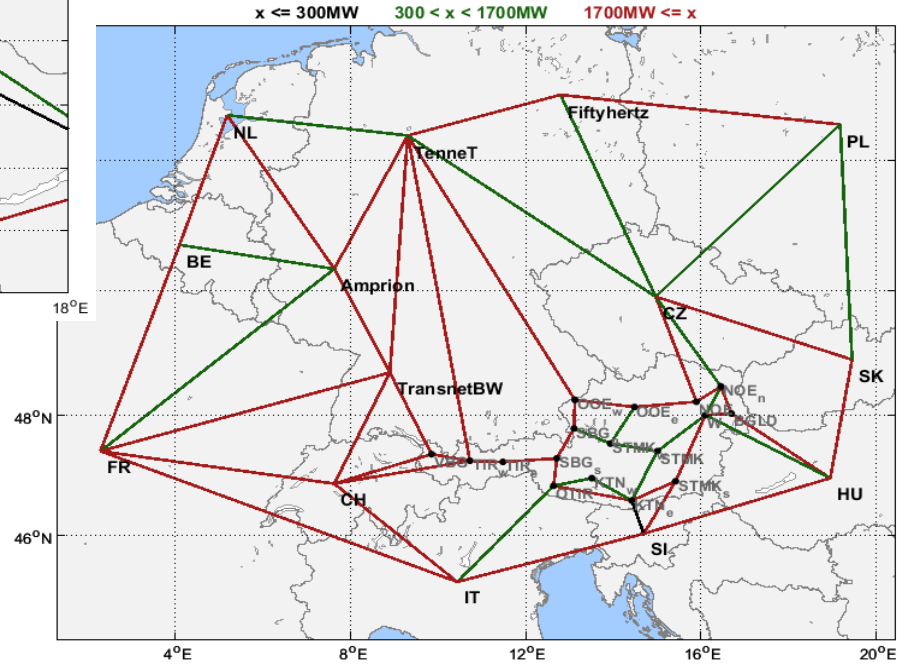 x <= 300MW 300 < x < 1700MW 1700MW <= x
Fiftyhertz
NL
TenneT
PL
BE
Amprion
18°E
CZ
TransnetBW
SK
NOE n
OOE w
OOE e
BGLD
W
48°N
SBG
STMK
FR
VBG
TIR w
TIR e
SBG s
STMK
CH
KTN w
STMK s
HU
OTIR
KTN e
46°N
SI
IT
4°E 8°E 12°E 16°E 20°E